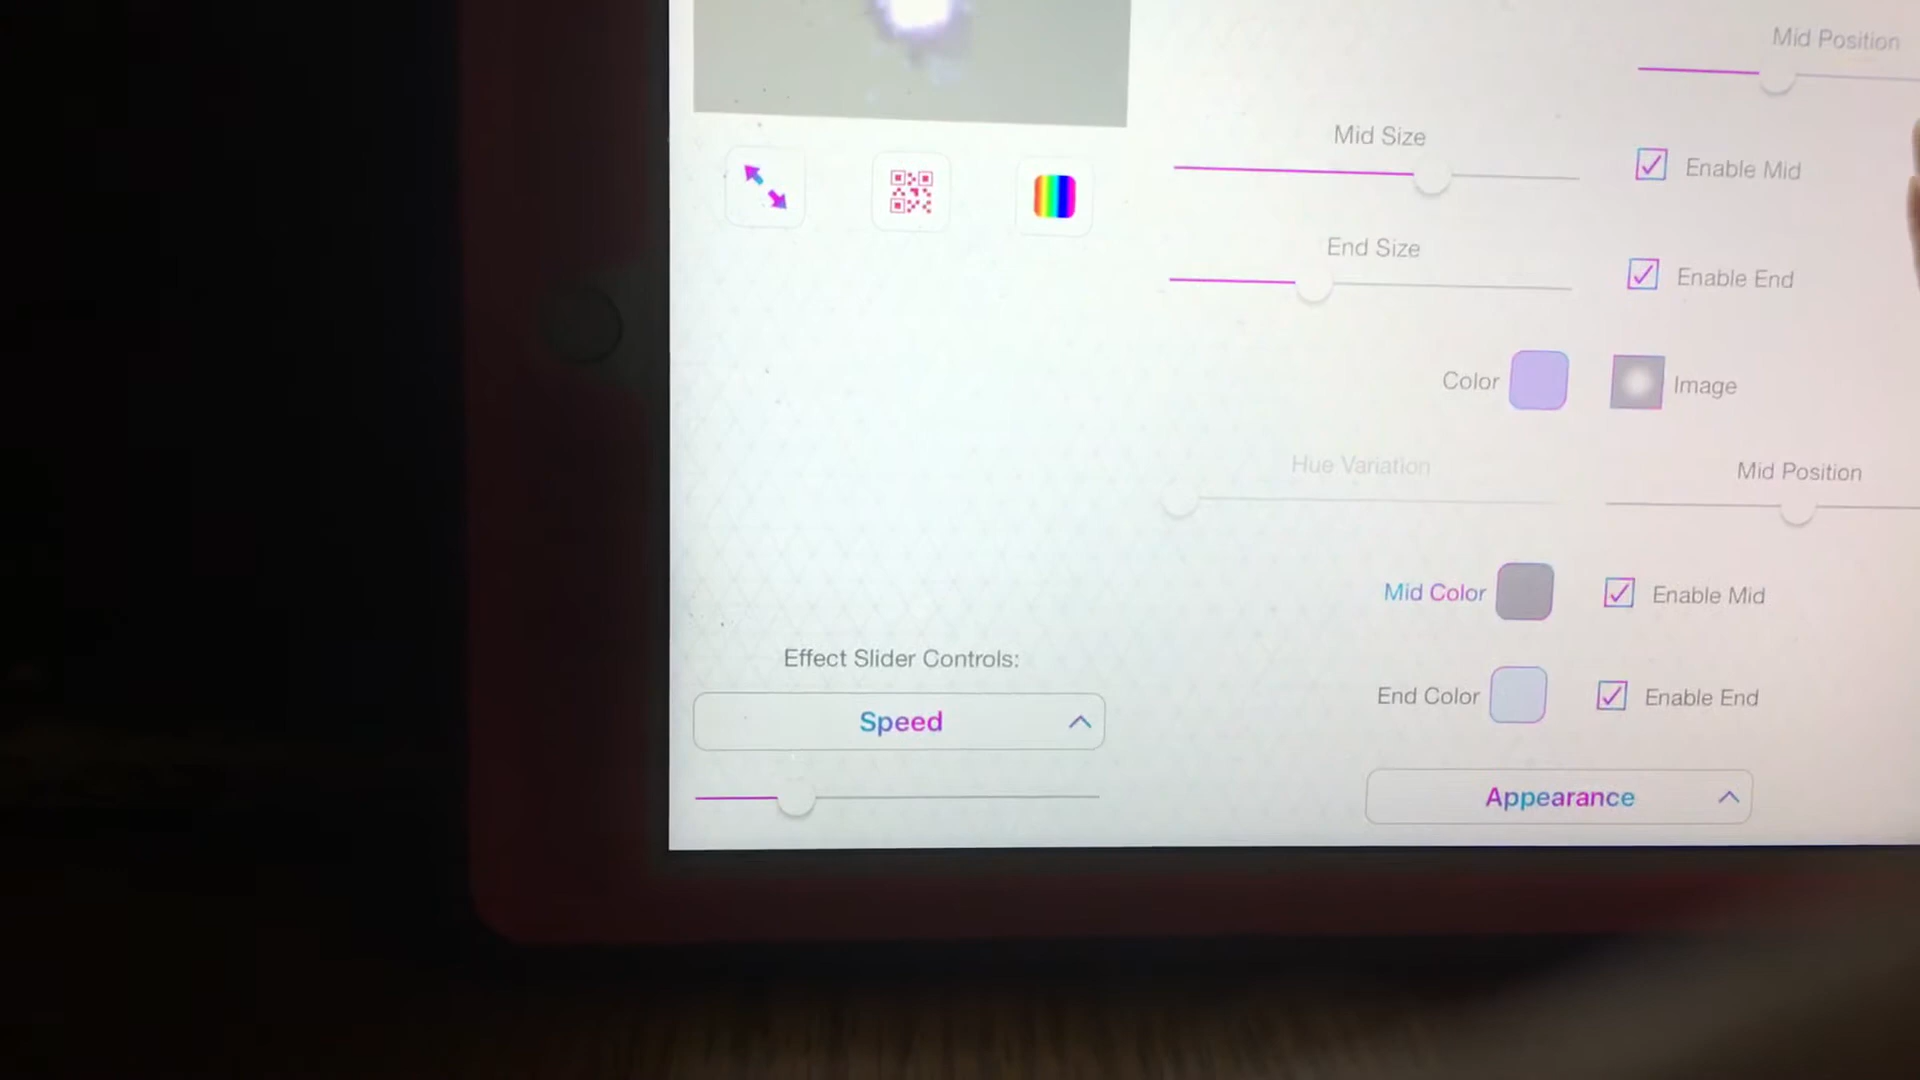 Mid Position
Mid Size
Enable Mid
End Size
Enable End
Color
Image
Hue Variation
Mid Position
Mid Color
Enable Mid
Effect Slider Controls:
End Color
Enable End
Speed
Appearance